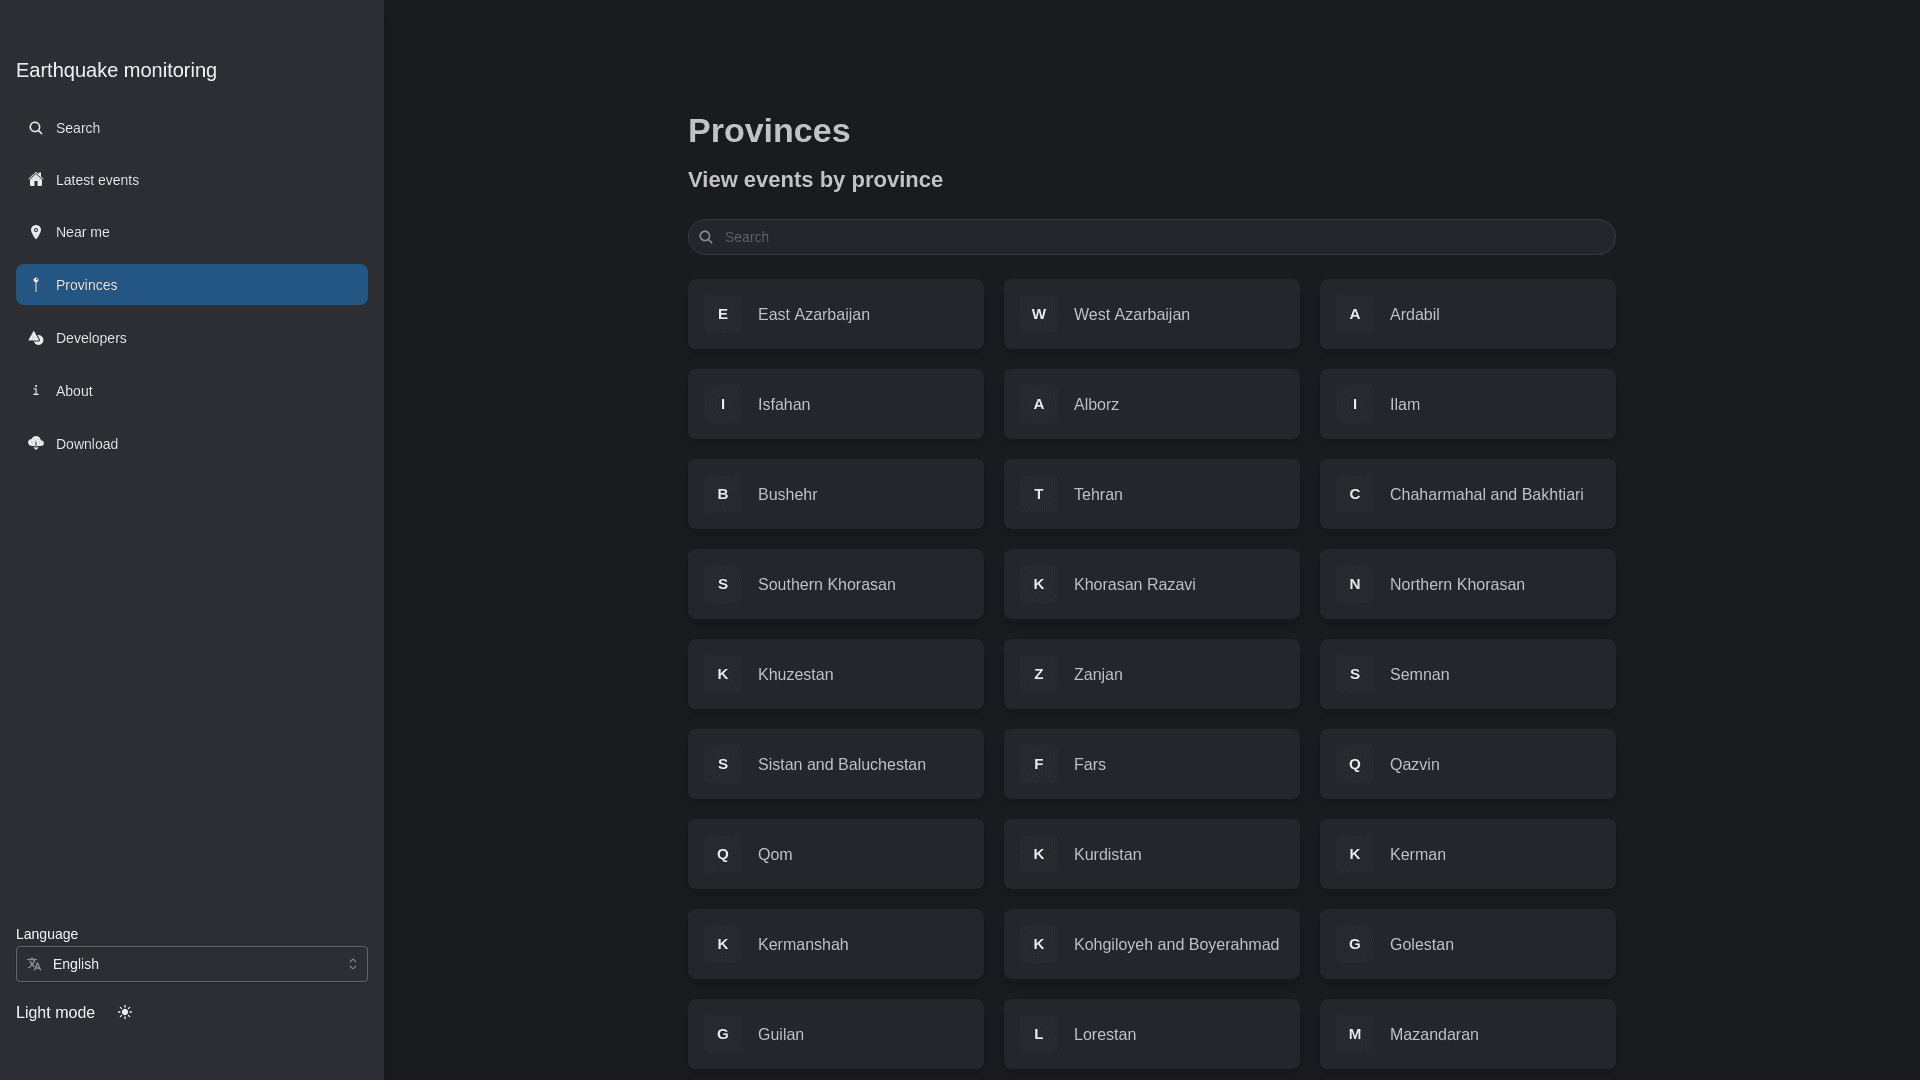 Earthquake monitoring
Search
Latest events
Near me
Provinces
Developers
About
Download
Language
English
Light mode
Provinces
View events by province
Search
E East Azarbaijan
W West Azarbaijan
A Ardabil
I Isfahan
A Alborz
I Ilam
B Bushehr
T Tehran
C Chaharmahal and Bakhtiari
S Southern Khorasan
K Khorasan Razavi
N Northern Khorasan
K Khuzestan
Z Zanjan
S Semnan
S Sistan and Baluchestan
F Fars
Q Qazvin
Q Qom
K Kurdistan
K Kerman
K Kermanshah
K Kohgiloyeh and Boyerahmad
G Golestan
G Guilan
L Lorestan
M Mazandaran